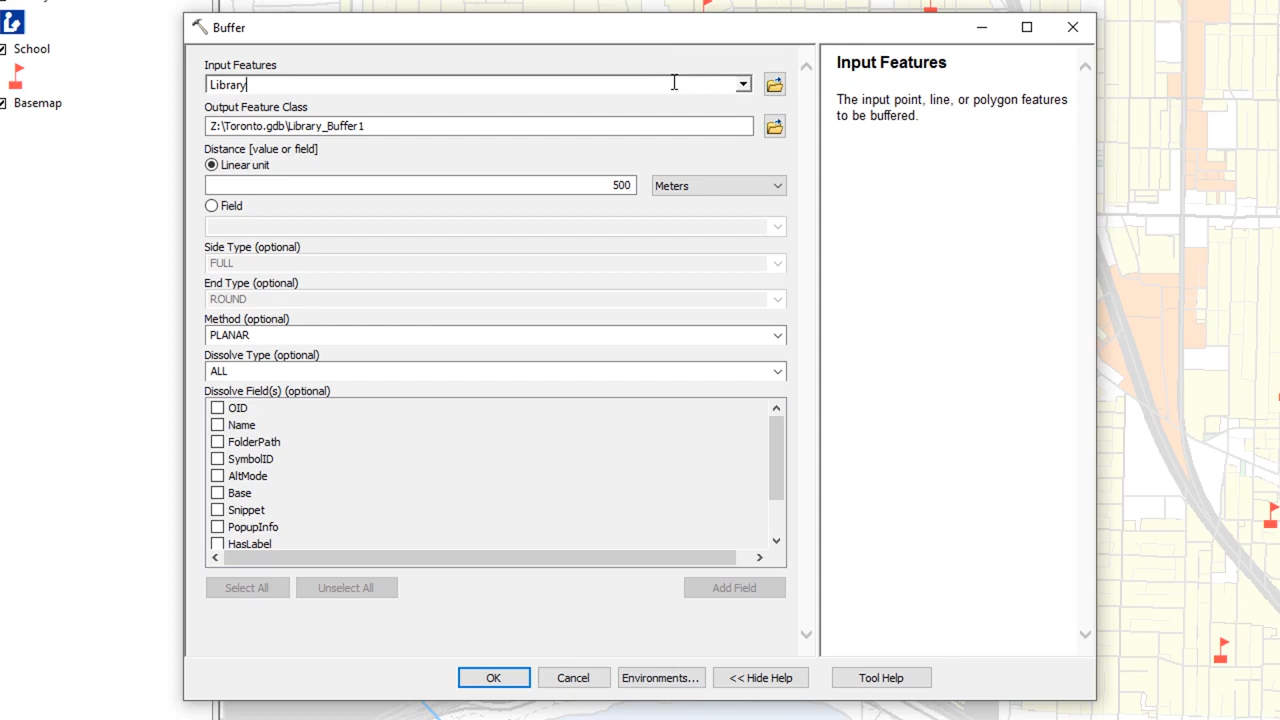 School
Basemap
Buffer
Input Features
Library
Output Feature Class
Z:\Toronto.gdb\Library_Buffer1
Distance [value or field]
Linear unit
500
Meters
Field
Side Type (optional)
FULL
End Type (optional)
ROUND
Method (optional)
PLANAR
Dissolve Type (optional)
ALL
Dissolve Field(s) (optional)
OID
Name
FolderPath
SymbolID
AltMode
Base
Snippet
PopupInfo
HasLabel
Select All
Unselect All
Add Field
OK
Cancel
Environments...
<< Hide Help
Tool Help
Input Features
The input point, line, or polygon features
to be buffered.